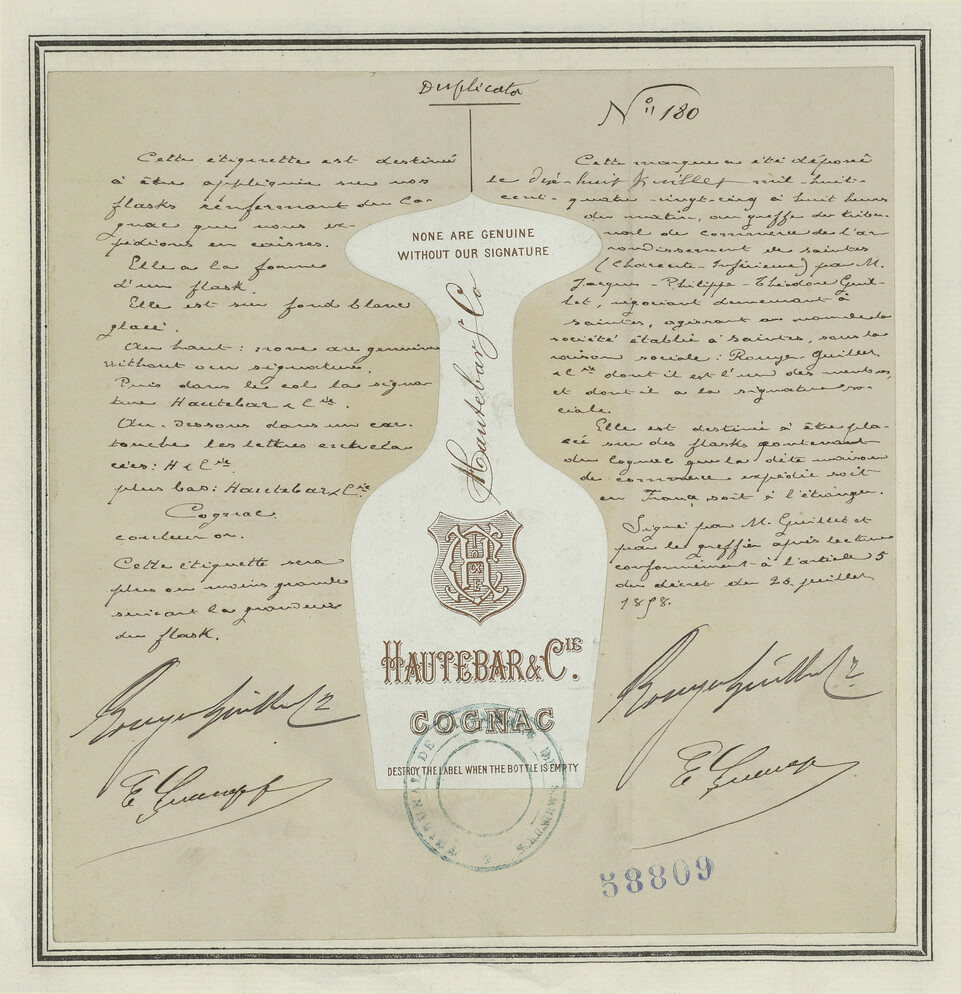 Duplicata
N° 180
Cette étiquette est destinée
à être appliquée sur nos
flasks renfermant du Co-
gnac que nous ex-
pédions en caisses.
Elle a la forme
d'un flask.
Elle est sur fond blanc
glacé.
Au haut : none are genuine
without our signature.
Puis dans le col la signa-
ture Hautebar & Cie.
Au-dessous dans un car-
touche les lettres entrela-
cées : H & Cie
plus bas : Hautebar & Cie
Cognac.
couleur or.
Cette étiquette sera
plus ou moins grande
suivant la grandeur
du flask.
Rouyer Guillet & Cie
NONE ARE GENUINE
WITHOUT OUR SIGNATURE
Hautebar & Co
HAUTEBAR & CIE.
COGNAC
DESTROY THE LABEL WHEN THE BOTTLE IS EMPTY
TRIBUNAL DE
Cette marque a été déposée
le dix-huit Juillet mil-huit-
cent-quatre-vingt-cinq à huit heures
du matin, au greffe du tribu-
nal de commerce de l'ar-
rondissement de Saintes
(Charente-Inférieure) par M.
Jacques-Philippe-Théodore Guil-
let, négociant demeurant à
Saintes, agissant au nom de la
société établie à Saintes, sous la
raison sociale : Rouyer Guillet
& Cie dont il est l'un des membres,
et dont il a la signature so-
ciale.
Elle est destinée à être pla-
cée sur des flasks contenant
du Cognac que la dite maison
de commerce expédie soit
en France soit à l'étranger.
Signé par M. Guillet et
par le greffier après lecture
conformément à l'article 5
du décret du 26 juillet
1858.
Rouyer Guillet & Cie
58809